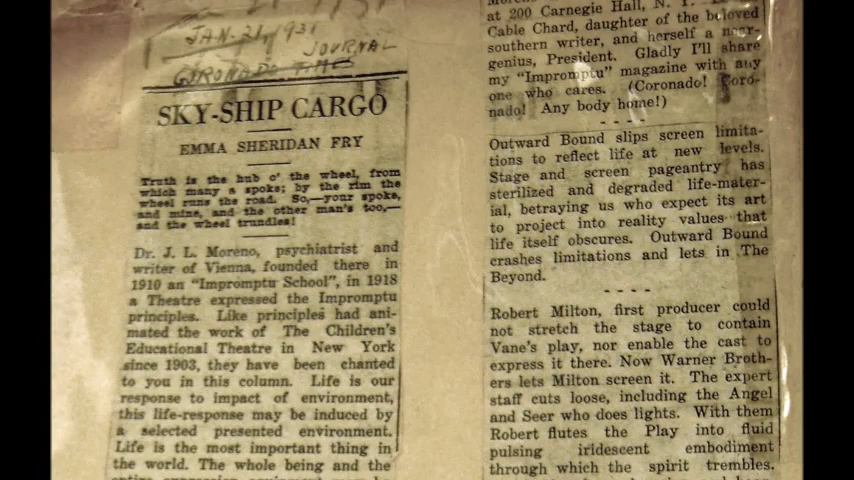 JAN-21, 931
JOURNAL
CORONADO TIMES
SKY-SHIP CARGO
EMMA SHERIDAN FRY
Truth is the hub o' the wheel, from
which many a spoke; by the rim the
wheel runs the road. So,—your spoke,
and mine, and the other man's too,—
and the wheel trundles!
Dr. J. L. Moreno, psychiatrist and
writer of Vienna, founded there in
1910 an "Impromptu School", in 1918
a Theatre expressed the Impromptu
principles. Like principles had ani-
mated the work of The Children's
Educational Theatre in New York
since 1903, they have been chanted
to you in this column. Life is our
response to impact of environment,
this life-response may be induced by
a selected presented environment.
Life is the most important thing in
the world. The whole being and the
at 200 Carnegie Hall, N. Y.
Cable Chard, daughter of the beloved
southern writer, and herself a near-
genius, President. Gladly I'll share
my "Impromptu" magazine with any
one who cares. (Coronado! Coro-
nado! Any body home!)
- - - -
Outward Bound slips screen limita-
tions to reflect life at new levels.
Stage and screen pageantry has
sterilized and degraded life-mater-
ial, betraying us who expect its art
to project into reality values that
life itself obscures. Outward Bound
crashes limitations and lets in The
Beyond.
- - - -
Robert Milton, first producer could
not stretch the stage to contain
Vane's play, nor enable the cast to
express it there. Now Warner Broth-
ers lets Milton screen it. The expert
staff cuts loose, including the Angel
and Seer who does lights. With them
Robert flutes the Play into fluid
pulsing iridescent embodiment
through which the spirit trembles.